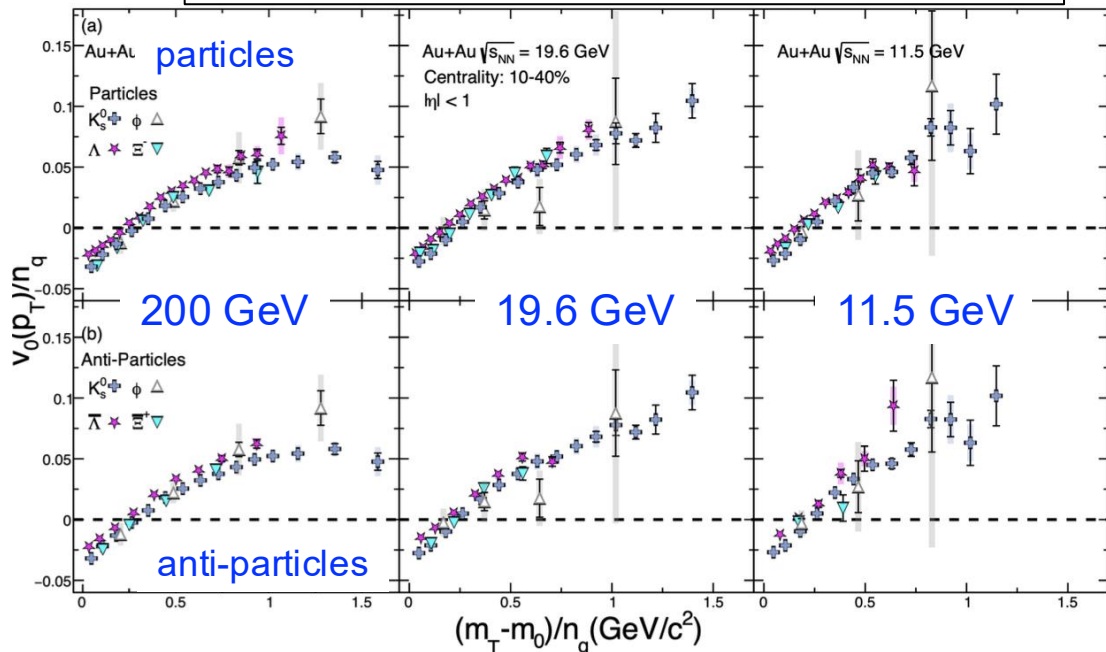 (a)
Au+Au
particles
Particles
K⁰ₛ ϕ
Λ Ξ⁻
Au+Au √sNN = 19.6 GeV
Centrality: 10-40%
|η| < 1
Au+Au √sNN = 11.5 GeV
0.15
0.1
0.05
0
−0.05
200 GeV
19.6 GeV
11.5 GeV
v₀(pT)/nq
(b)
Anti-Particles
K⁰ₛ ϕ
Λ̅ Ξ̅⁺
0.15
0.1
0.05
0
−0.05
anti-particles
0 0.5 1 1.5
0 0.5 1 1.5
0 0.5 1 1.5
(mT-m0)/nq(GeV/c²)